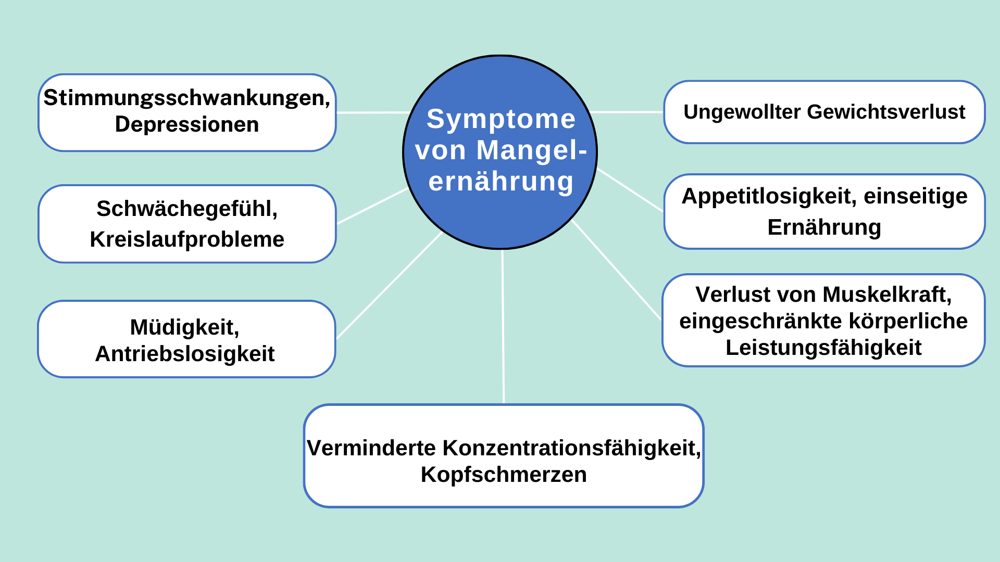 Symptome
von Mangel-
ernährung
Stimmungsschwankungen,
Depressionen
Schwächegefühl,
Kreislaufprobleme
Müdigkeit,
Antriebslosigkeit
Verminderte Konzentrationsfähigkeit,
Kopfschmerzen
Ungewollter Gewichtsverlust
Appetitlosigkeit, einseitige
Ernährung
Verlust von Muskelkraft,
eingeschränkte körperliche
Leistungsfähigkeit